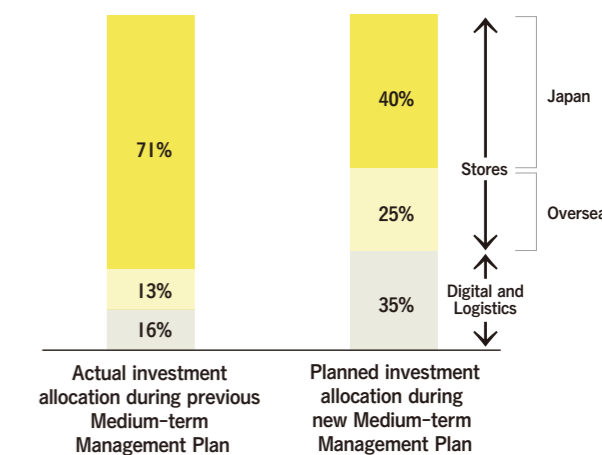 71%
13%
16%
40%
25%
35%
Stores
Digital and
Logistics
Japan
Oversea
Actual investment
allocation during previous
Medium-term
Management Plan
Planned investment
allocation during
new Medium-term
Management Plan